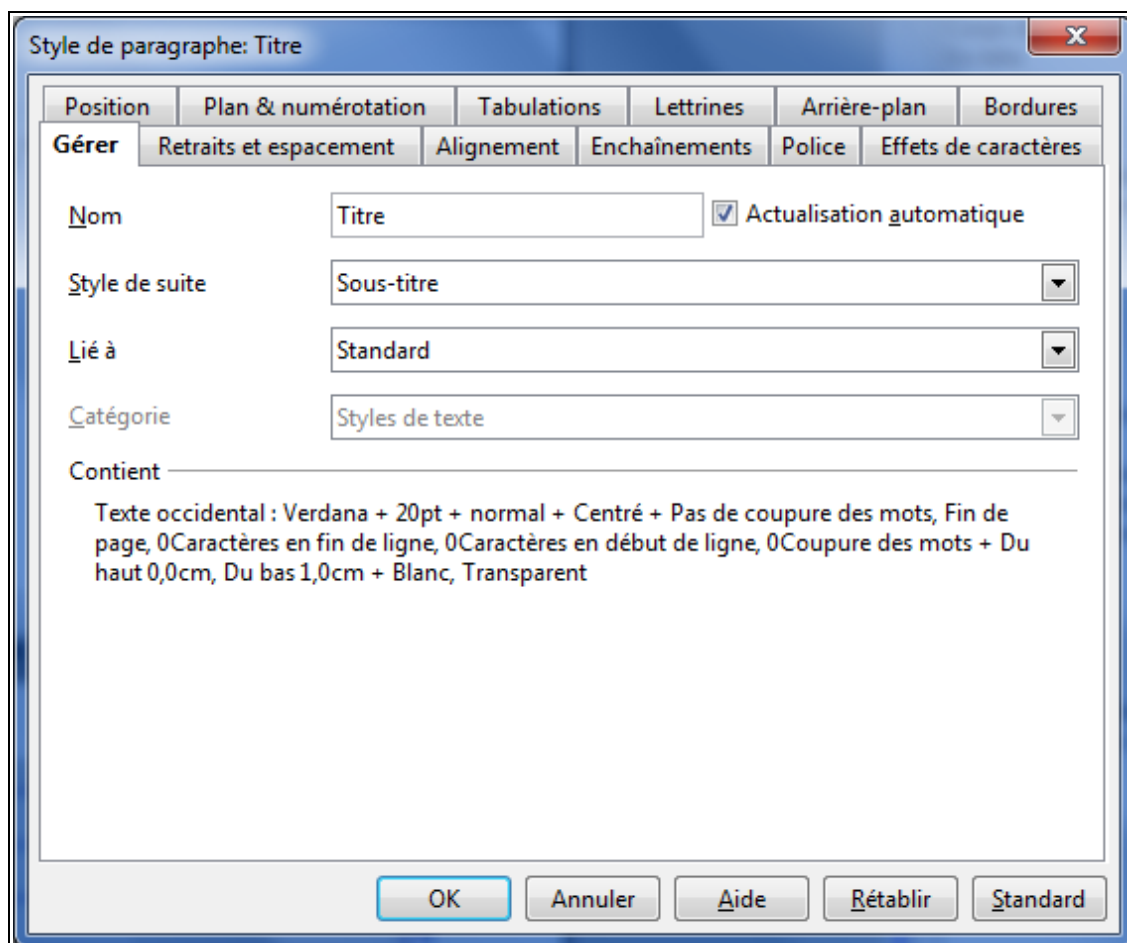 Style de paragraphe: Titre
X
Position Plan & numérotation Tabulations Lettrines Arrière-plan Bordures
Gérer Retraits et espacement Alignement Enchaînements Police Effets de caractères
Nom Titre Actualisation automatique
Style de suite Sous-titre
Lié à Standard
Catégorie Styles de texte
Contient
Texte occidental : Verdana + 20pt + normal + Centré + Pas de coupure des mots, Fin de
page, 0Caractères en fin de ligne, 0Caractères en début de ligne, 0Coupure des mots + Du
haut 0,0cm, Du bas 1,0cm + Blanc, Transparent
OK Annuler Aide Rétablir Standard